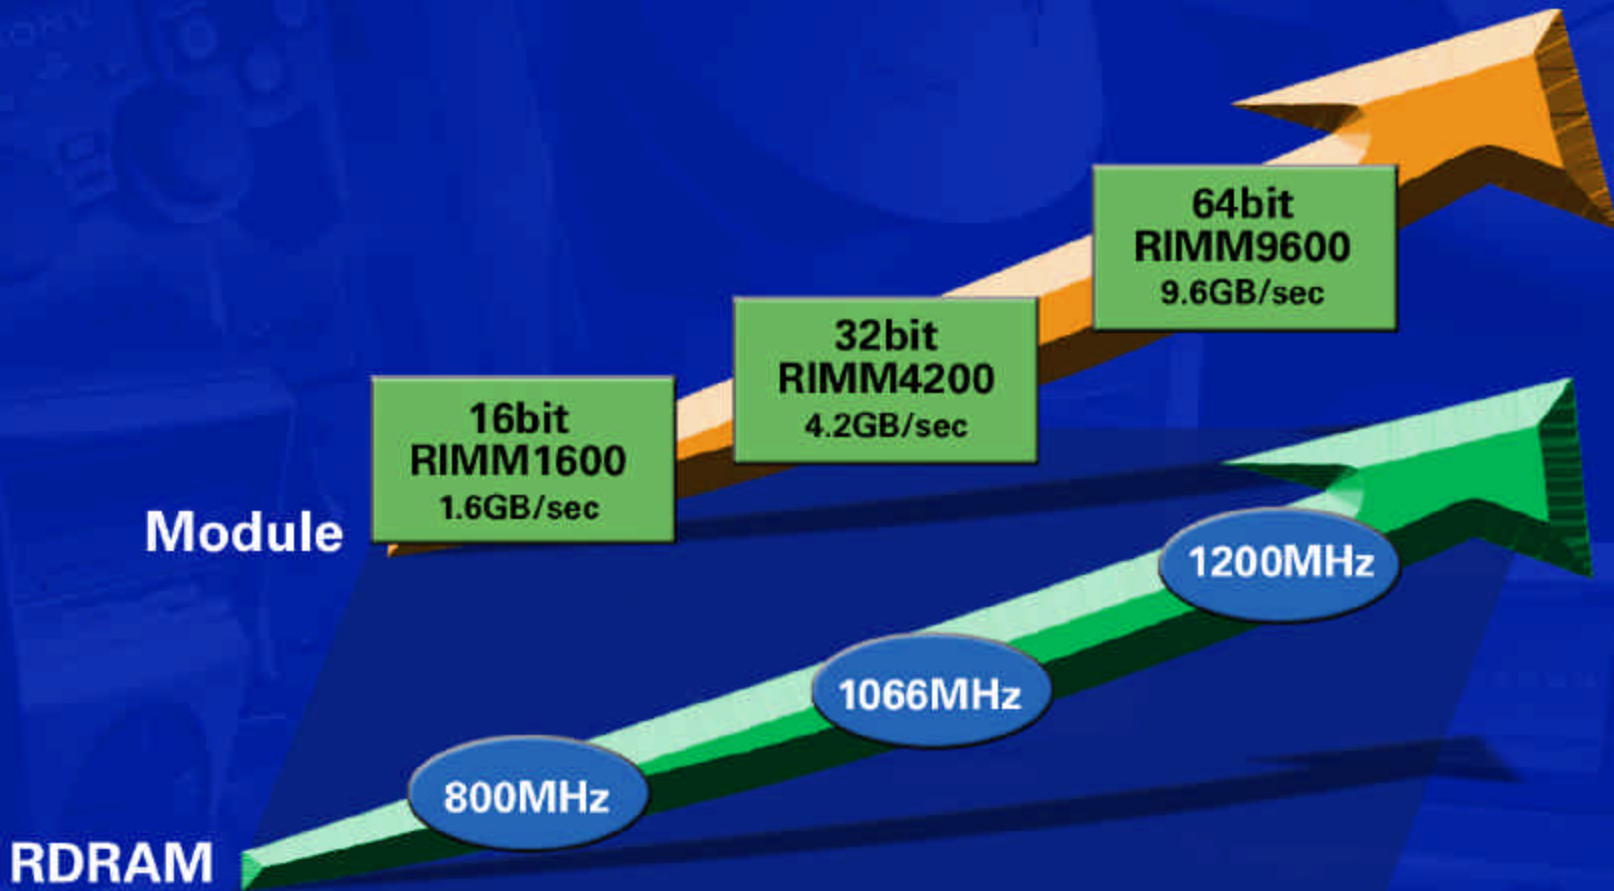 64bit
RIMM9600
9.6GB/sec
32bit
RIMM4200
4.2GB/sec
16bit
RIMM1600
1.6GB/sec
Module
1200MHz
1066MHz
800MHz
RDRAM